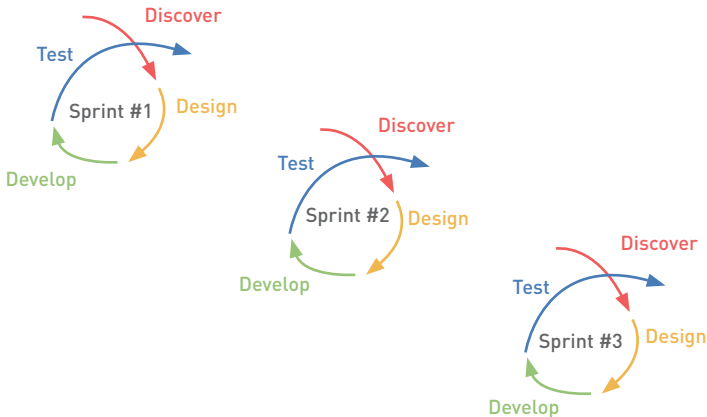 Discover
Test
Sprint #1
Design
Develop
Discover
Test
Sprint #2
Design
Develop
Discover
Test
Sprint #3
Design
Develop